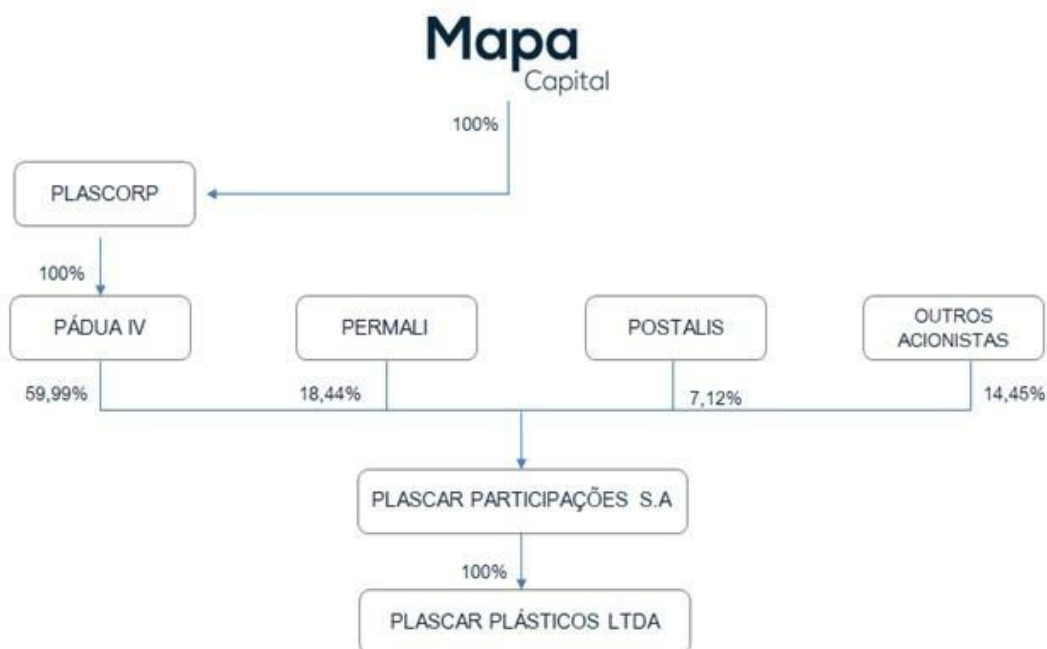 Mapa
Capital
100%
PLASCORP
100%
PÁDUA IV
PERMALI
POSTALIS
OUTROS
ACIONISTAS
59,99%
18,44%
7,12%
14,45%
PLASCAR PARTICIPAÇÕES S.A
100%
PLASCAR PLÁSTICOS LTDA